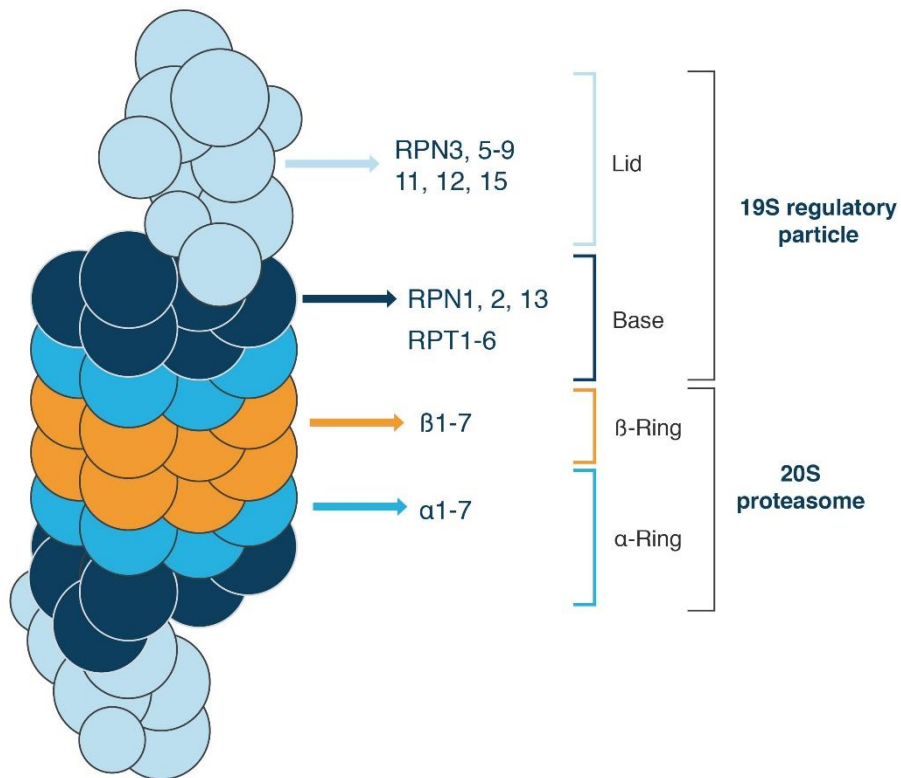 RPN3, 5-9
11, 12, 15
Lid
19S regulatory
particle
RPN1, 2, 13
RPT1-6
Base
ß1-7
ß-Ring
20S
proteasome
α1-7
α-Ring